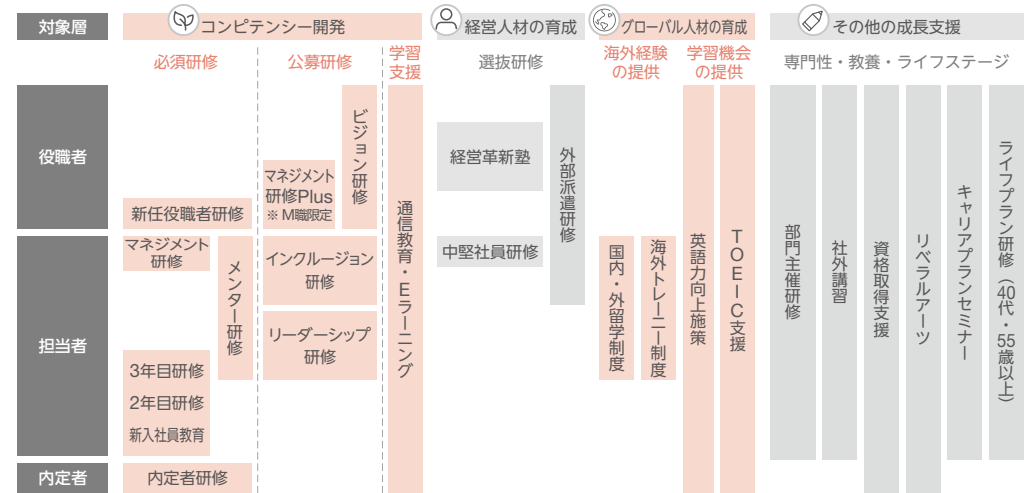 対象層
コンピテンシー開発
経営人材の育成
グローバル人材の育成
その他の成長支援
必須研修
公募研修
学習
支援
選抜研修
海外経験
の提供
学習機会
の提供
専門性・教養・ライフステージ
役職者
新任役職者研修
マネジメント
研修Plus
※ M職限定
ビジョン研修
通信教育・Eラーニング
経営革新塾
外部派遣研修
担当者
マネジメント
研修
メンター研修
インクルージョン
研修
リーダーシップ
研修
3年目研修
2年目研修
新入社員教育
中堅社員研修
国内・外留学制度
海外トレーニー制度
英語力向上施策
TOEIC支援
部門主催研修
社外講習
資格取得支援
リベラルアーツ
キャリアプランセミナー
ライフプラン研修（40代・55歳以上）
内定者
内定者研修